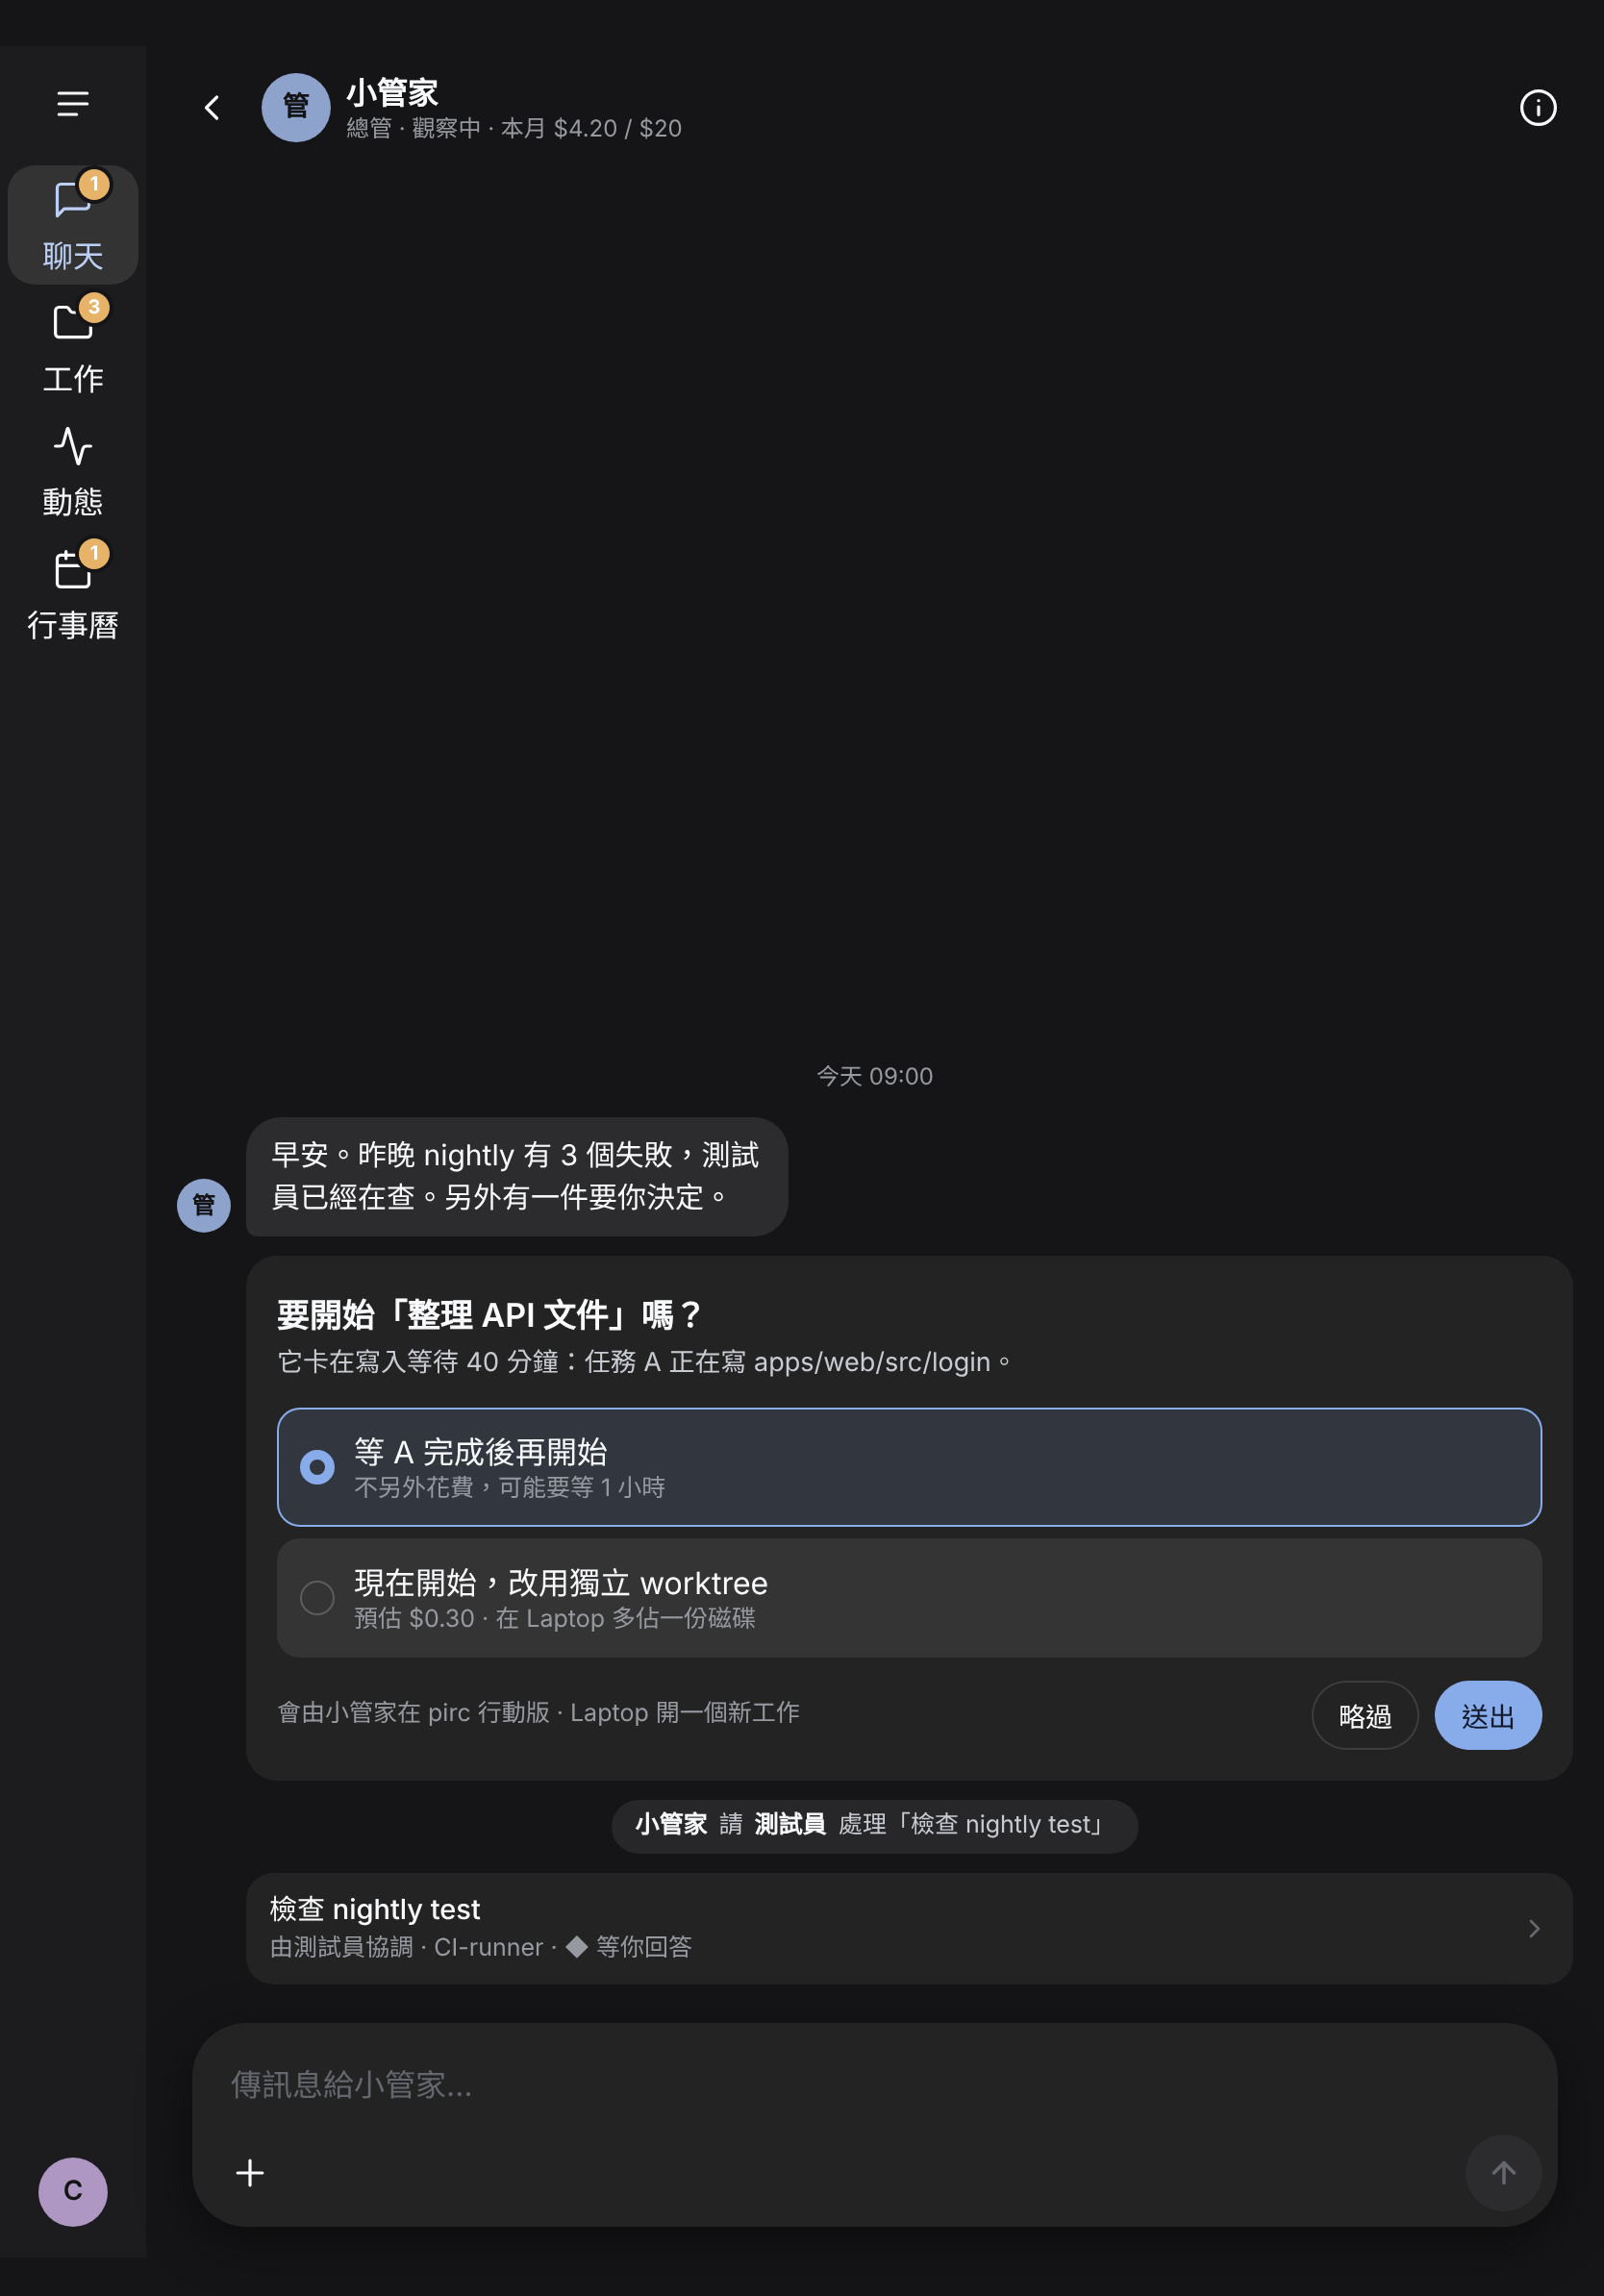 管
小管家
總管 · 觀察中 · 本月 $4.20 / $20
1
聊天
3
工作
動態
1
行事曆
今天 09:00
早安。昨晚 nightly 有 3 個失敗，測試
員已經在查。另外有一件要你決定。
管
要開始「整理 API 文件」嗎？
它卡在寫入等待 40 分鐘：任務 A 正在寫 apps/web/src/login。
等 A 完成後再開始
不另外花費，可能要等 1 小時
現在開始，改用獨立 worktree
預估 $0.30 · 在 Laptop 多佔一份磁碟
會由小管家在 pirc 行動版 · Laptop 開一個新工作
略過
送出
小管家 請 測試員 處理「檢查 nightly test」
檢查 nightly test
由測試員協調 · CI-runner · ◆ 等你回答
傳訊息給小管家...
C